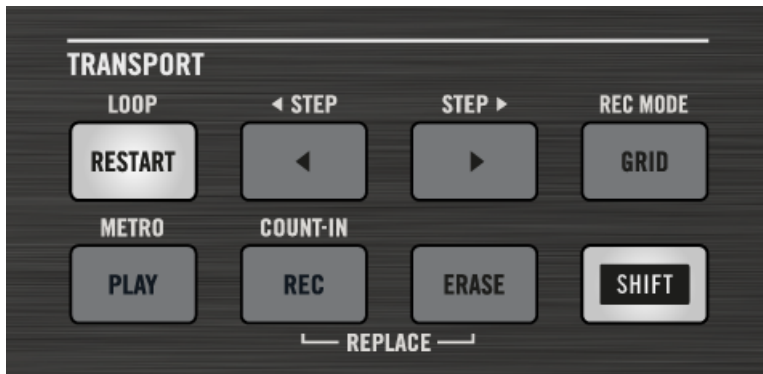 TRANSPORT
LOOP ◀ STEP STEP ▶ REC MODE
RESTART ◀ ▶ GRID
METRO COUNT-IN
PLAY REC ERASE SHIFT
REPLACE